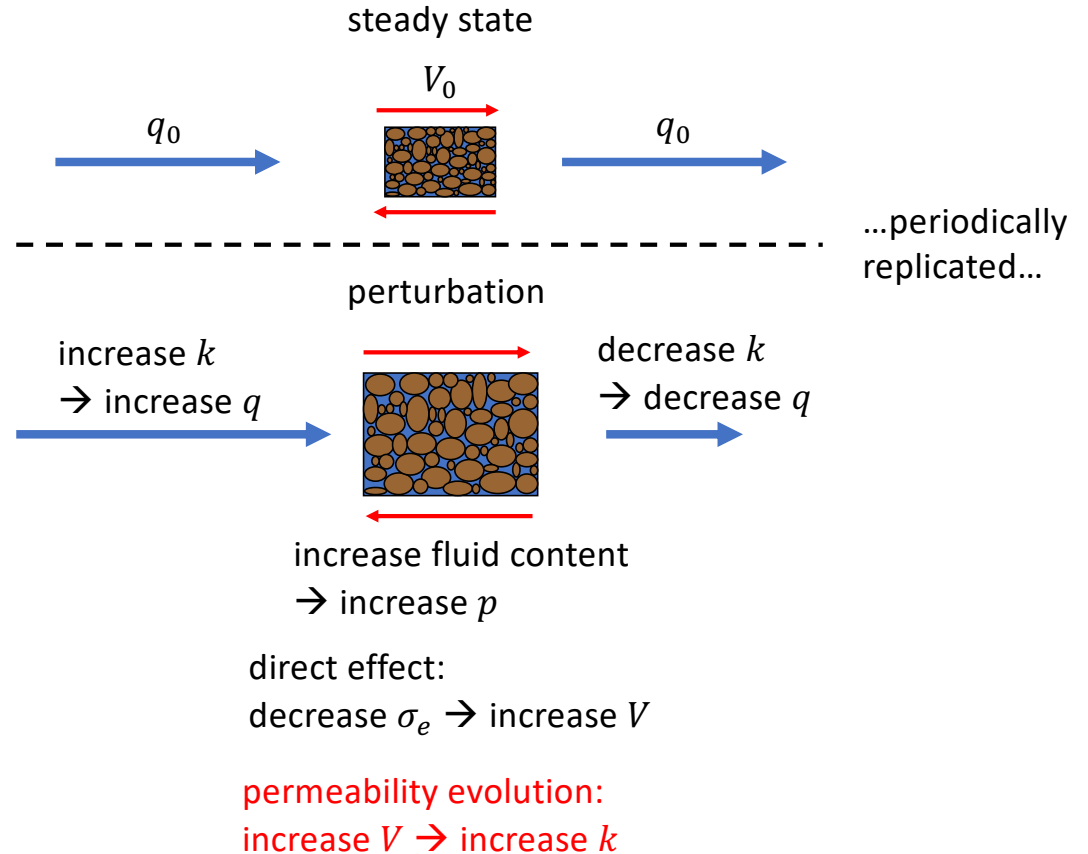 steady state
V₀
q₀
q₀
...periodically
replicated...
perturbation
increase k
→ increase q
decrease k
→ decrease q
increase fluid content
→ increase p
direct effect:
decrease σₑ → increase V
permeability evolution:
increase V → increase k